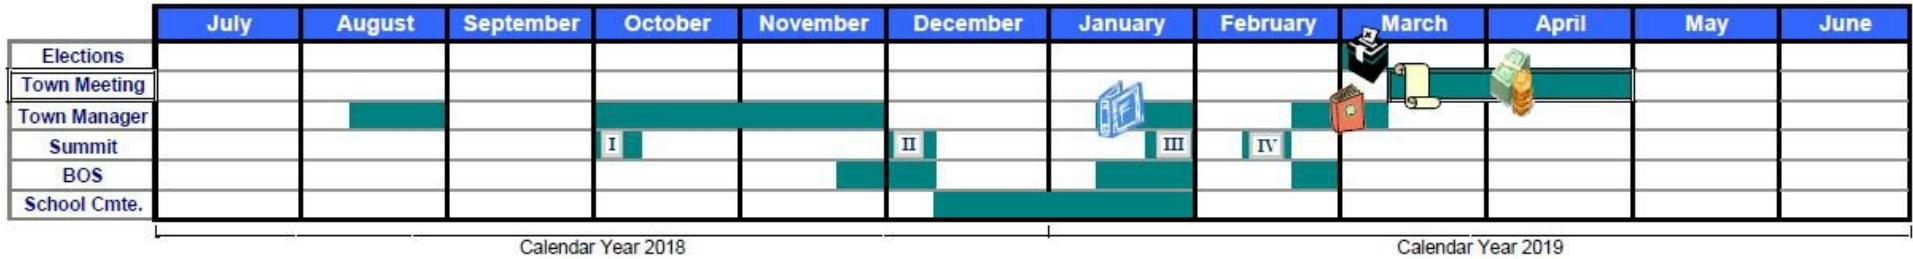 July August September October November December January February March April May June
Elections
Town Meeting
Town Manager
Summit I II III IV
BOS
School Cmte.
Calendar Year 2018 Calendar Year 2019